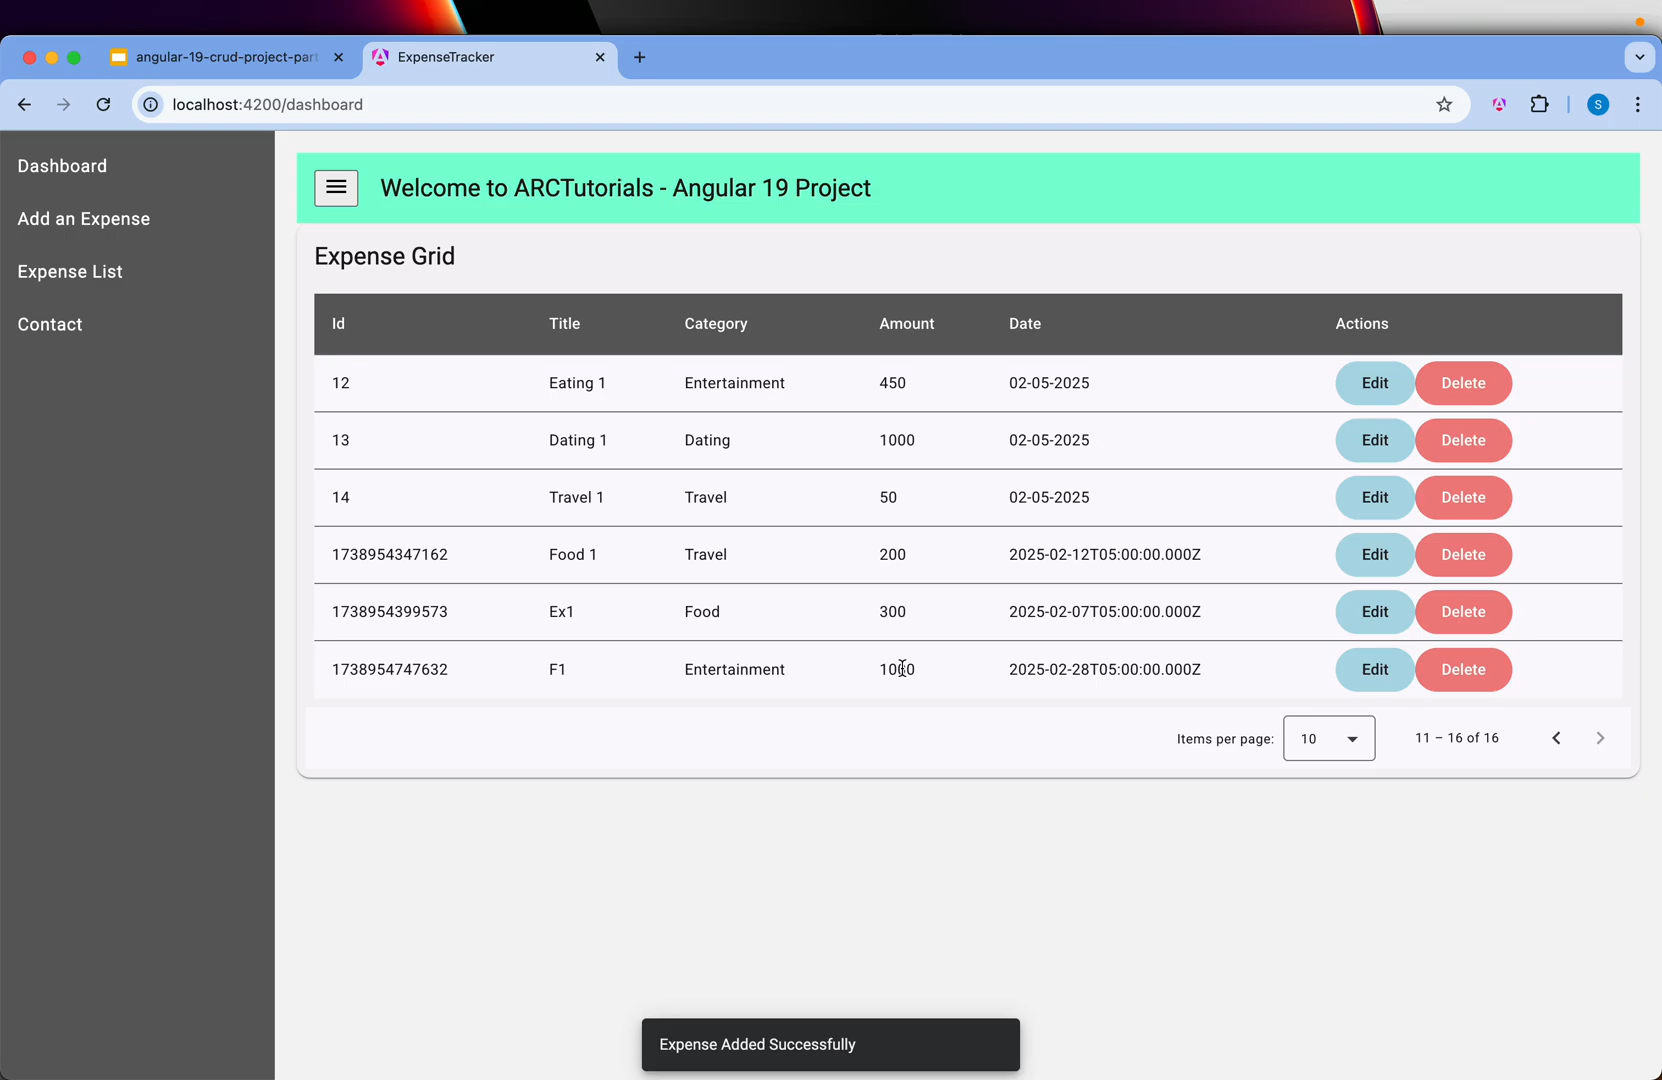 angular-19-crud-project-part
ExpenseTracker
localhost:4200/dashboard
S
Dashboard
Add an Expense
Expense List
Contact
Welcome to ARCTutorials - Angular 19 Project
Expense Grid
Id Title Category Amount Date Actions
12 Eating 1 Entertainment 450 02-05-2025 Edit Delete
13 Dating 1 Dating 1000 02-05-2025 Edit Delete
14 Travel 1 Travel 50 02-05-2025 Edit Delete
1738954347162 Food 1 Travel 200 2025-02-12T05:00:00.000Z Edit Delete
1738954399573 Ex1 Food 300 2025-02-07T05:00:00.000Z Edit Delete
1738954747632 F1 Entertainment 1000 2025-02-28T05:00:00.000Z Edit Delete
Items per page: 10 11 – 16 of 16
Expense Added Successfully